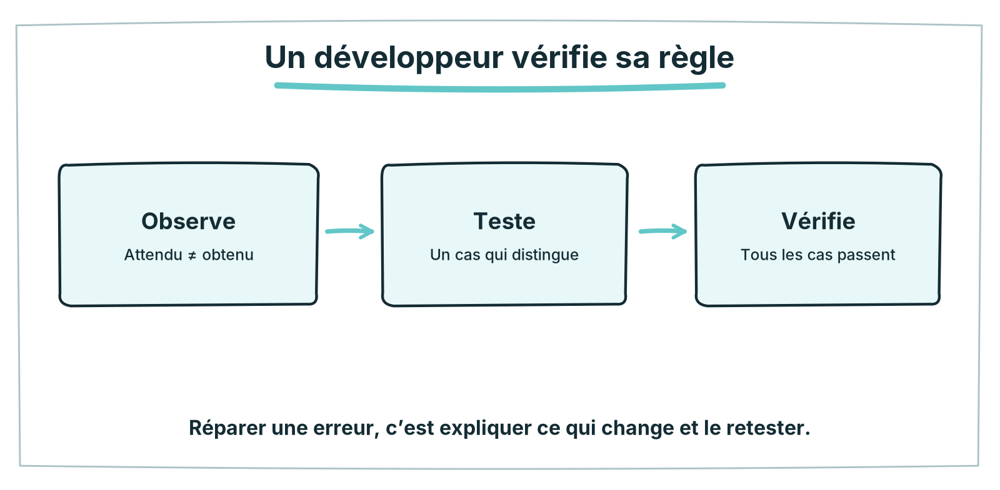 Un développeur vérifie sa règle
Observe
Attendu ≠ obtenu
Teste
Un cas qui distingue
Vérifie
Tous les cas passent
Réparer une erreur, c’est expliquer ce qui change et le retester.